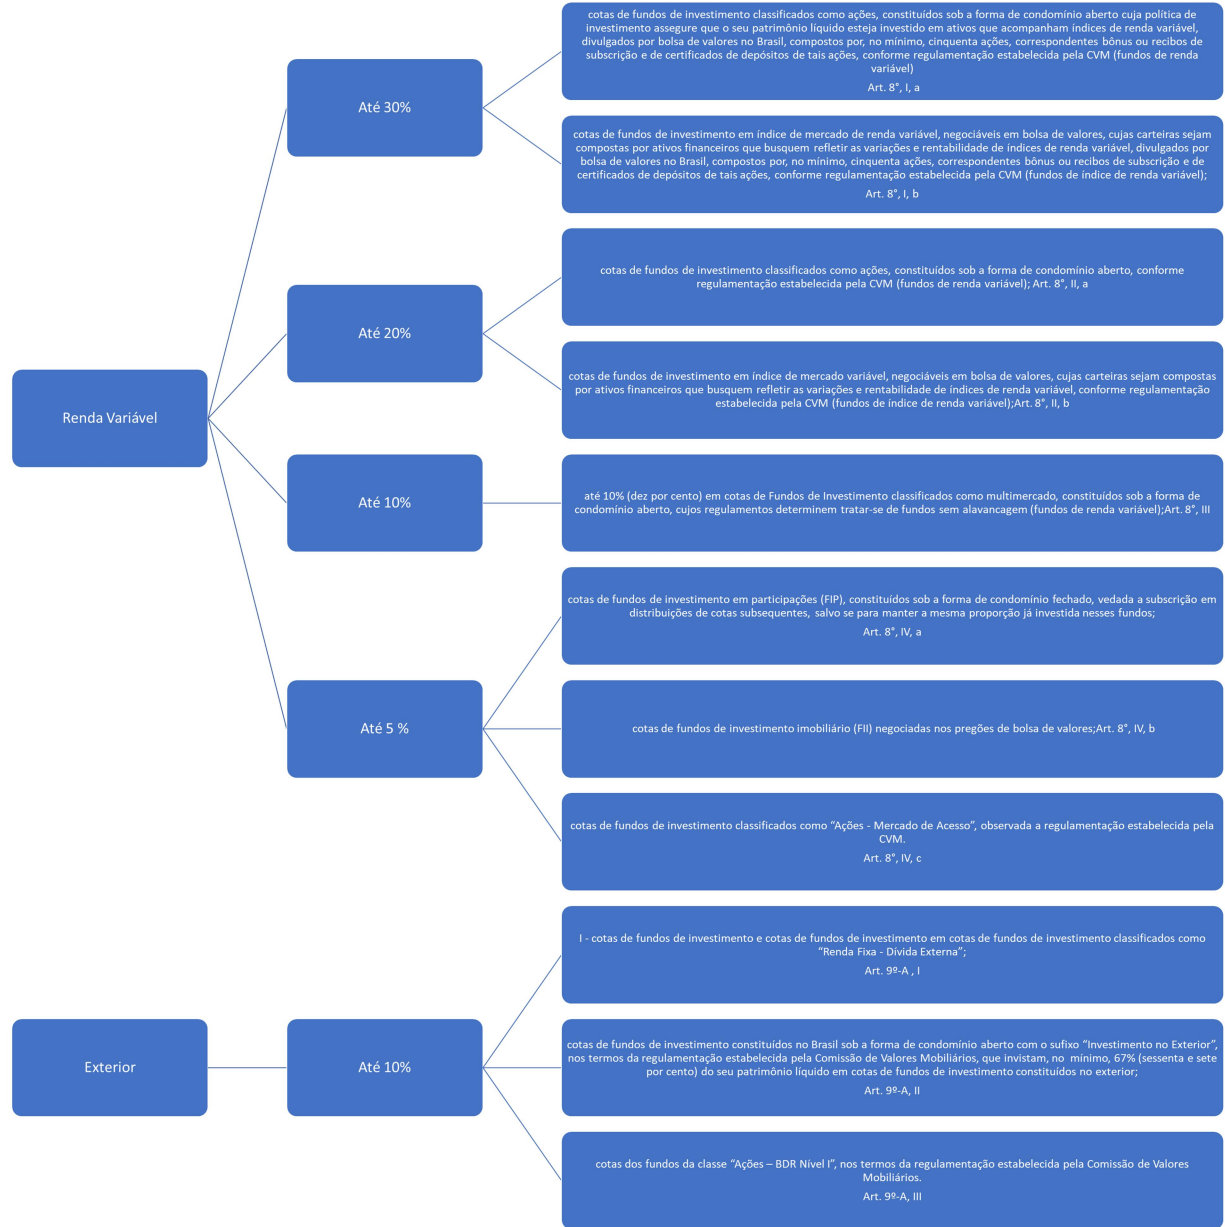 Renda Variável
Até 30%
cotas de fundos de investimento classificados como ações, constituídos sob a forma de condomínio aberto cuja política de
investimento assegure que o seu patrimônio líquido esteja investido em ativos que acompanham índices de renda variável,
divulgados por bolsa de valores no Brasil, compostos por, no mínimo, cinquenta ações, correspondentes bônus ou recibos de
subscrição e de certificados de depósitos de tais ações, conforme regulamentação estabelecida pela CVM (fundos de renda
variável)
Art. 8°, I, a
cotas de fundos de investimento em índice de mercado de renda variável, negociáveis em bolsa de valores, cujas carteiras sejam
compostas por ativos financeiros que busquem refletir as variações e rentabilidade de índices de renda variável, divulgados por
bolsa de valores no Brasil, compostos por, no mínimo, cinquenta ações, correspondentes bônus ou recibos de subscrição e de
certificados de depósitos de tais ações, conforme regulamentação estabelecida pela CVM (fundos de índice de renda variável);
Art. 8°, I, b
Até 20%
cotas de fundos de investimento classificados como ações, constituídos sob a forma de condomínio aberto, conforme
regulamentação estabelecida pela CVM (fundos de renda variável); Art. 8°, II, a
cotas de fundos de investimento em índice de mercado variável, negociáveis em bolsa de valores, cujas carteiras sejam compostas
por ativos financeiros que busquem refletir as variações e rentabilidade de índices de renda variável, conforme regulamentação
estabelecida pela CVM (fundos de índice de renda variável);Art. 8°, II, b
Até 10%
até 10% (dez por cento) em cotas de Fundos de Investimento classificados como multimercado, constituídos sob a forma de
condomínio aberto, cujos regulamentos determinem tratar-se de fundos sem alavancagem (fundos de renda variável);Art. 8°, III
Até 5 %
cotas de fundos de investimento em participações (FIP), constituídos sob a forma de condomínio fechado, vedada a subscrição em
distribuições de cotas subsequentes, salvo se para manter a mesma proporção já investida nesses fundos;
Art. 8°, IV, a
cotas de fundos de investimento imobiliário (FII) negociadas nos pregões de bolsa de valores;Art. 8°, IV, b
cotas de fundos de investimento classificados como “Ações - Mercado de Acesso”, observada a regulamentação estabelecida pela
CVM.
Art. 8°, IV, c
Exterior
Até 10%
I - cotas de fundos de investimento e cotas de fundos de investimento em cotas de fundos de investimento classificados como
“Renda Fixa - Dívida Externa”;
Art. 9º-A , I
cotas de fundos de investimento constituídos no Brasil sob a forma de condomínio aberto com o sufixo “Investimento no Exterior”,
nos termos da regulamentação estabelecida pela Comissão de Valores Mobiliários, que invistam, no mínimo, 67% (sessenta e sete
por cento) do seu patrimônio líquido em cotas de fundos de investimento constituídos no exterior;
Art. 9º-A, II
cotas dos fundos da classe “Ações – BDR Nível I”, nos termos da regulamentação estabelecida pela Comissão de Valores
Mobiliários.
Art. 9º-A, III